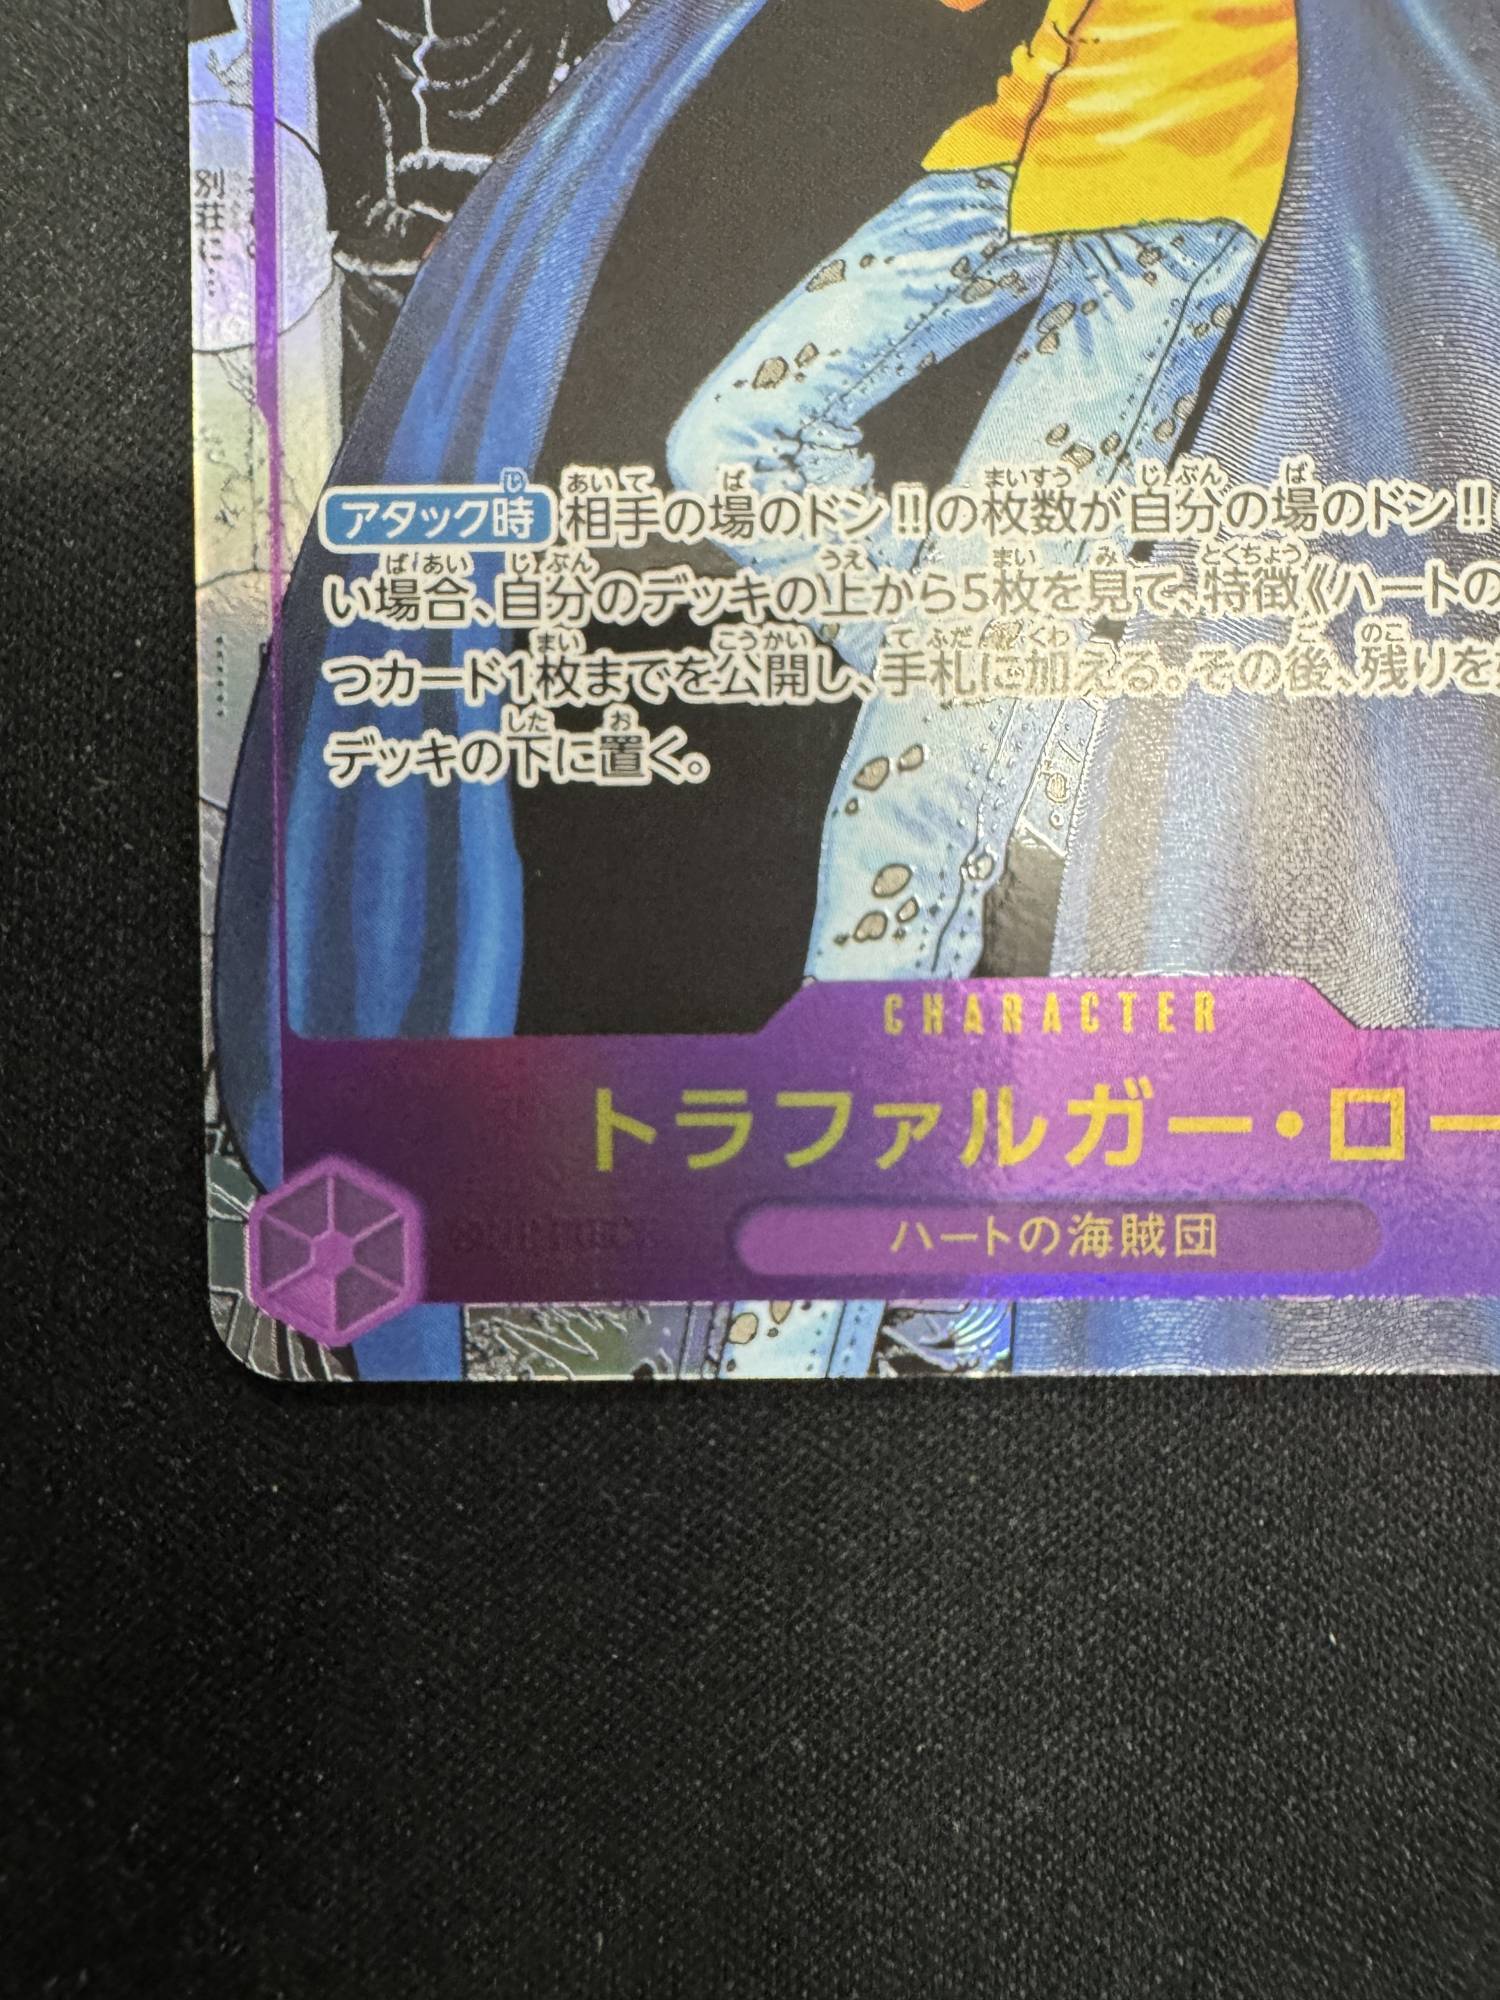 別荘に…
アタック時 相手の場のドン!!の枚数が自分の場のドン!!
い場合、自分のデッキの上から5枚を見て、特徴《ハートの
つカード1枚までを公開し、手札に加える。その後、残りを
デッキの下に置く。
CHARACTER
トラファルガー・ロー
ハートの海賊団